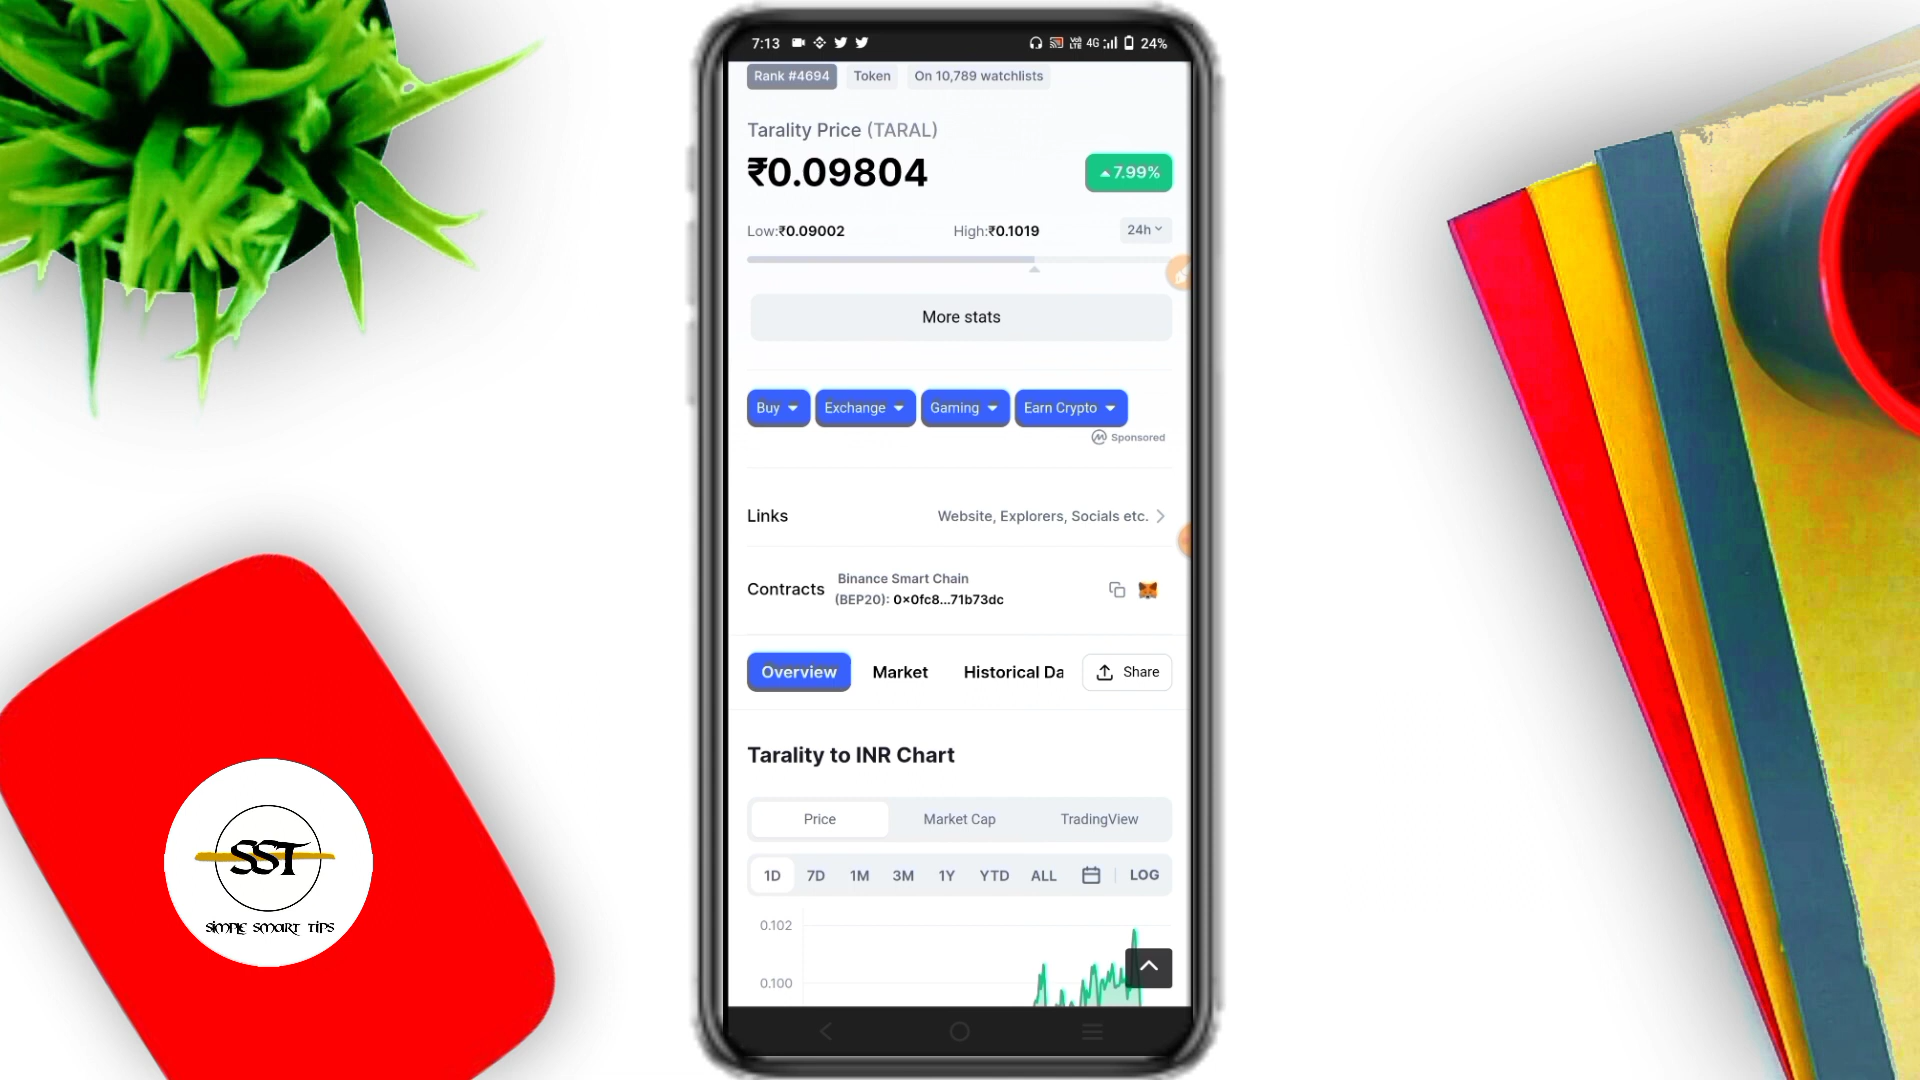 7:13
4G
24%
Rank #4694 Token On 10,789 watchlists
Tarality Price (TARAL)
₹0.09804
7.99%
Low:₹0.09002 High:₹0.1019 24h
More stats
Buy Exchange Gaming Earn Crypto
Sponsored
Links Website, Explorers, Socials etc.
Contracts Binance Smart Chain
(BEP20): 0x0fc8...71b73dc
Overview Market Historical Da Share
Tarality to INR Chart
Price Market Cap TradingView
1D 7D 1M 3M 1Y YTD ALL LOG
0.102
0.100
SST
SIMPLE SMART TIPS